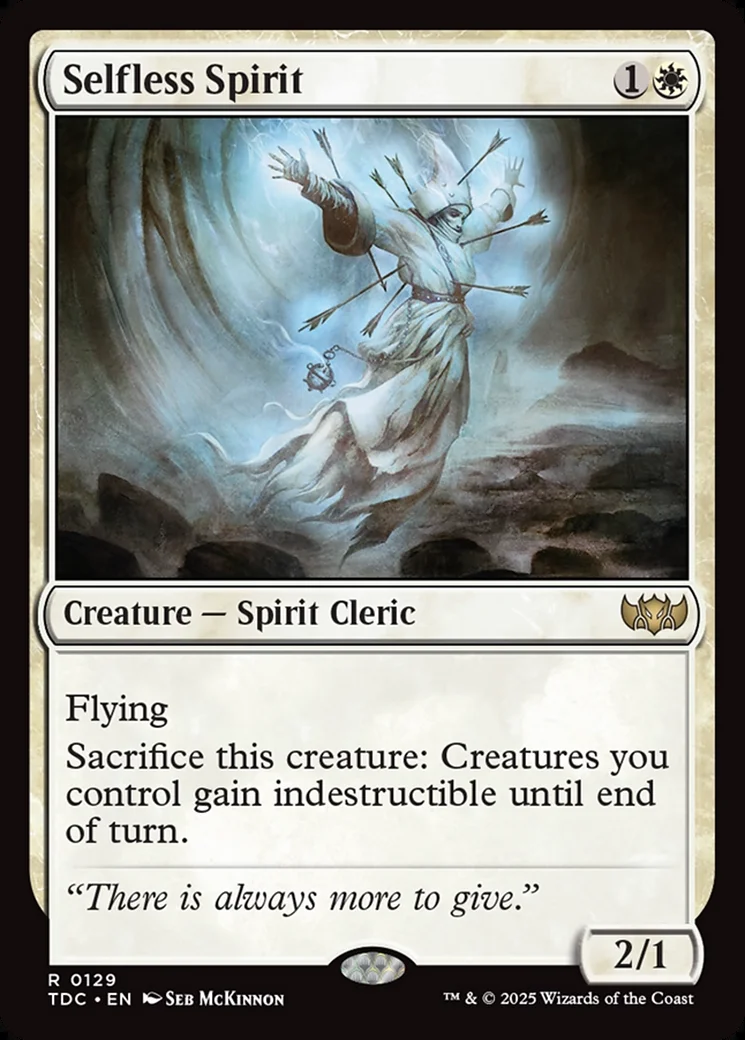 Selfless Spirit 1
Creature — Spirit Cleric
Flying
Sacrifice this creature: Creatures you
control gain indestructible until end
of turn.
“There is always more to give.”
2/1
R 0129
TDC • EN Seb McKinnon
™ & © 2025 Wizards of the Coast